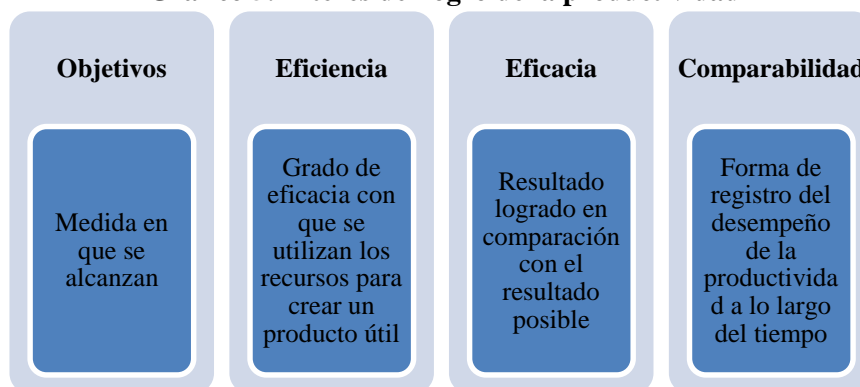 Objetivos
Medida en
que se
alcanzan
Eficiencia
Grado de
eficacia con
que se
utilizan los
recursos para
crear un
producto útil
Eficacia
Resultado
logrado en
comparación
con el
resultado
posible
Comparabilidad
Forma de
registro del
desempeño
de la
productivida
d a lo largo
del tiempo